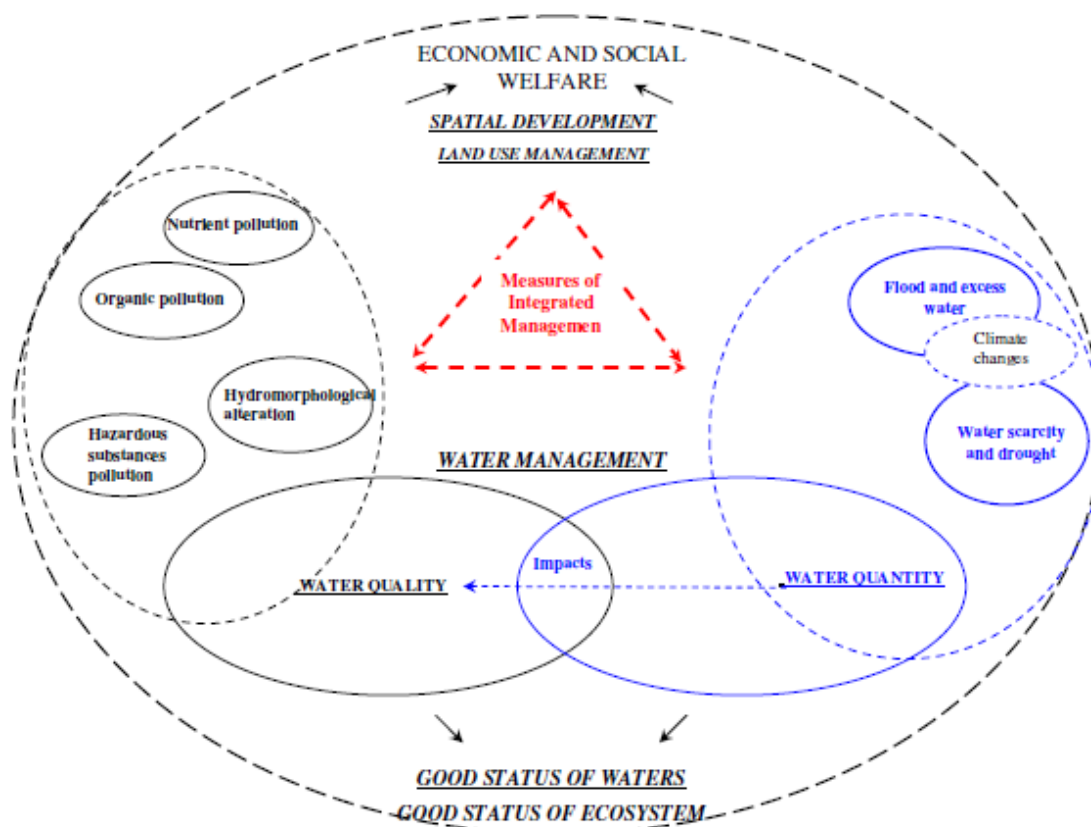 ECONOMIC AND SOCIAL
WELFARE
SPATIAL DEVELOPMENT
LAND USE MANAGEMENT
Nutrient pollution
Organic pollution
Hydromorphological
alteration
Hazardous
substances
pollution
Measures of
Integrated
Managemen
Flood and excess
water
Climate
changes
Water scarcity
and drought
WATER MANAGEMENT
Impacts
WATER QUALITY
WATER QUANTITY
GOOD STATUS OF WATERS
GOOD STATUS OF ECOSYSTEM